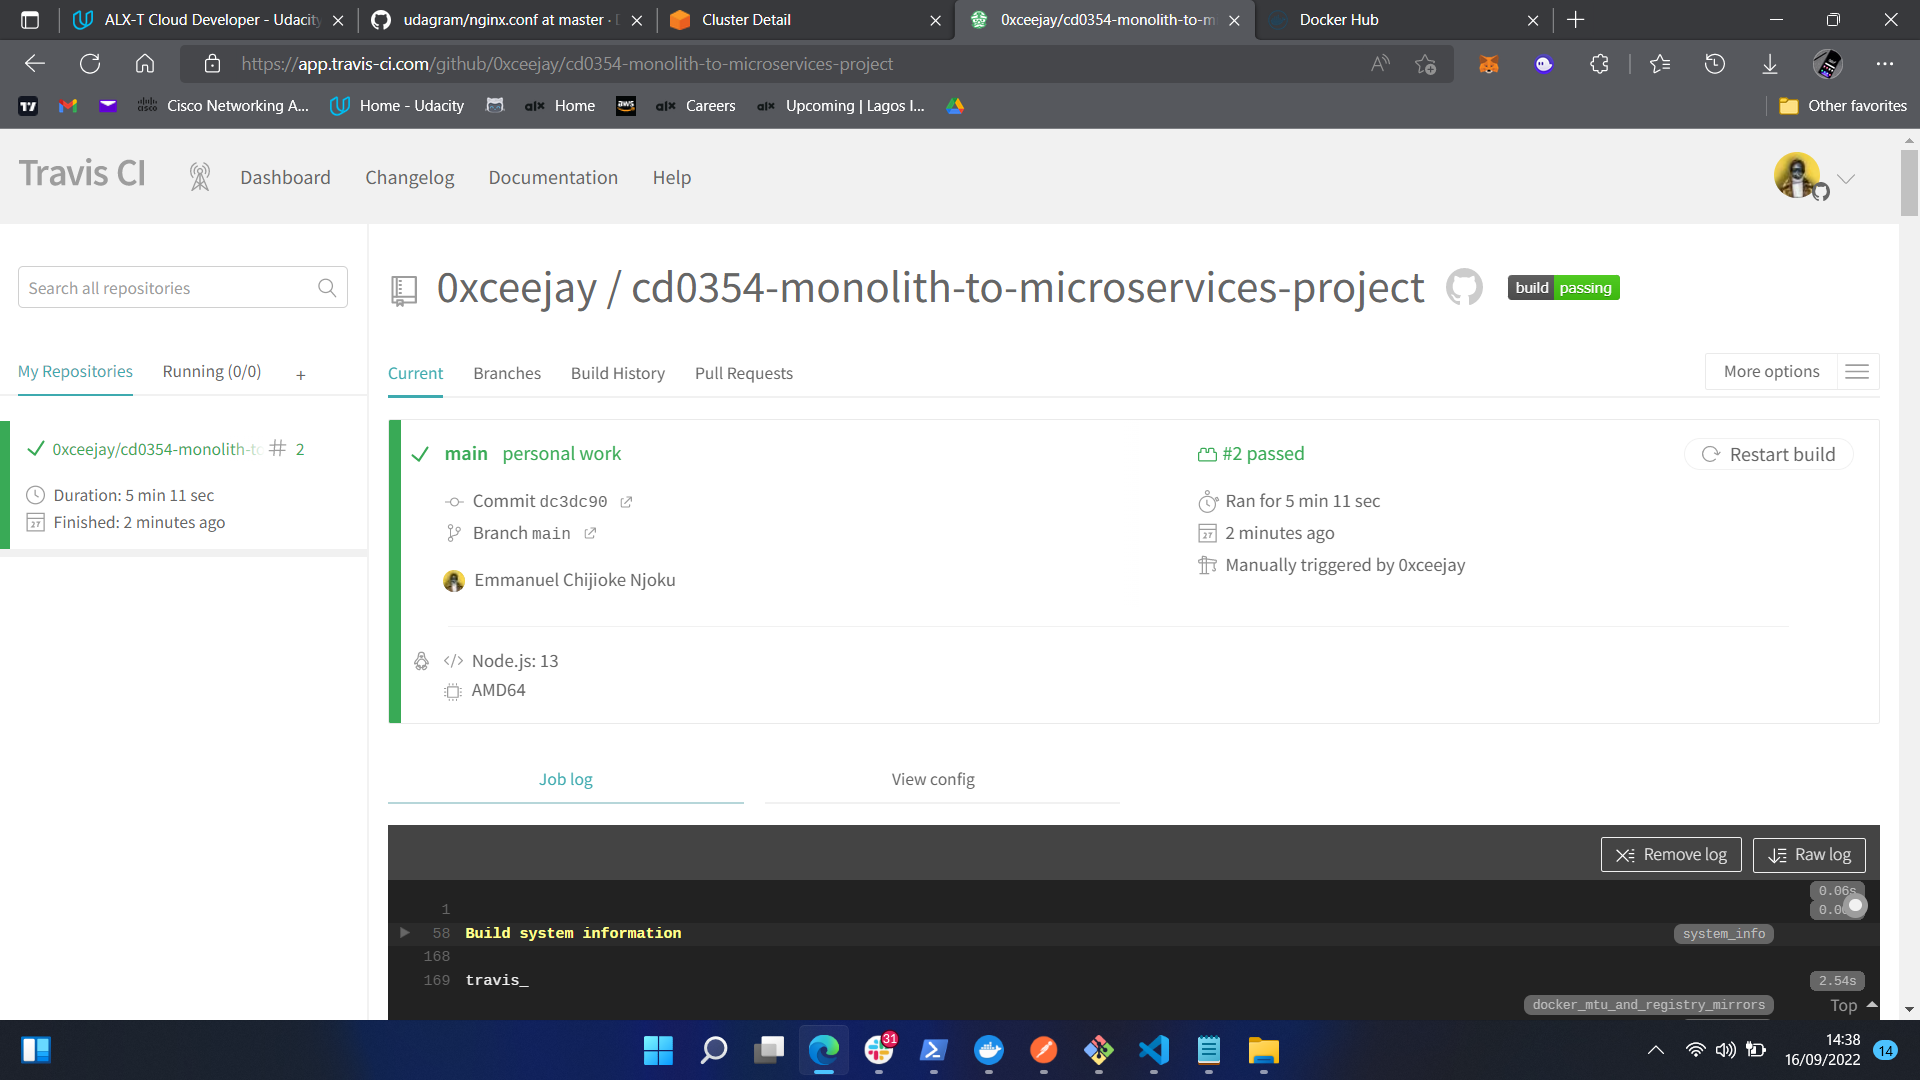 ALX-T Cloud Developer - Udacity
udagram/nginx.conf at master ·
Cluster Detail
0xceejay/cd0354-monolith-to-m
Docker Hub
https://app.travis-ci.com/github/0xceejay/cd0354-monolith-to-microservices-project
Cisco Networking A...
Home - Udacity
Home
aws
Careers
Upcoming | Lagos I...
Other favorites
Travis CI
Dashboard
Changelog
Documentation
Help
Search all repositories
0xceejay / cd0354-monolith-to-microservices-project
build passing
My Repositories
Running (0/0)
+
Current
Branches
Build History
Pull Requests
More options
0xceejay/cd0354-monolith-to
# 2
Duration: 5 min 11 sec
Finished: 2 minutes ago
main personal work
Commit dc3dc90
Branch main
Emmanuel Chijioke Njoku
#2 passed
Ran for 5 min 11 sec
2 minutes ago
Manually triggered by 0xceejay
Restart build
</> Node.js: 13
AMD64
Job log
View config
Remove log
Raw log
0.06s
1
58 Build system information
system_info
168
169 travis_
2.54s
docker_mtu_and_registry_mirrors
Top
31
14:38
16/09/2022
14